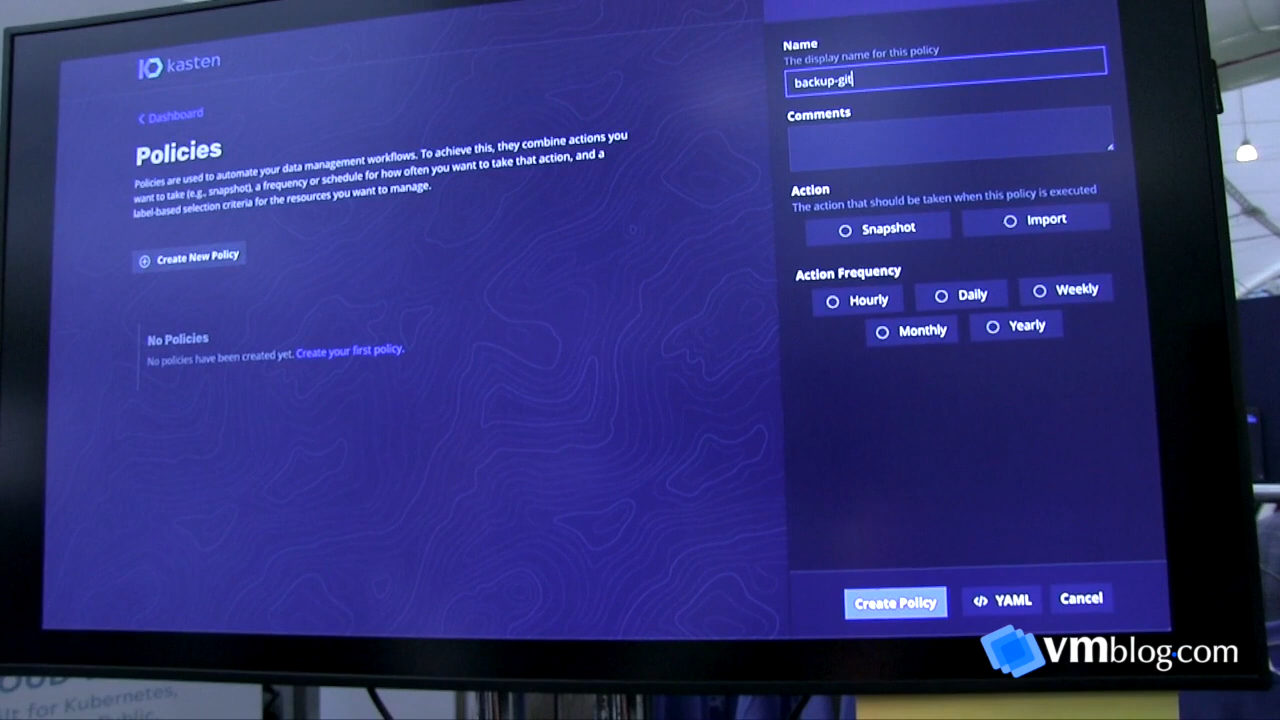 kasten
Dashboard
Policies
Policies are used to automate your data management workflows. To achieve this, they combine actions you
want to take (e.g., snapshot), a frequency or schedule for how often you want to take that action, and a
label-based selection criteria for the resources you want to manage.
Create New Policy
No Policies
No policies have been created yet. Create your first policy.
Name
The display name for this policy
backup-git
Comments
Action
The action that should be taken when this policy is executed
Snapshot
Import
Action Frequency
Hourly
Daily
Weekly
Monthly
Yearly
Create Policy
</> YAML
Cancel
vmblog.com
for Kubernetes,
Public